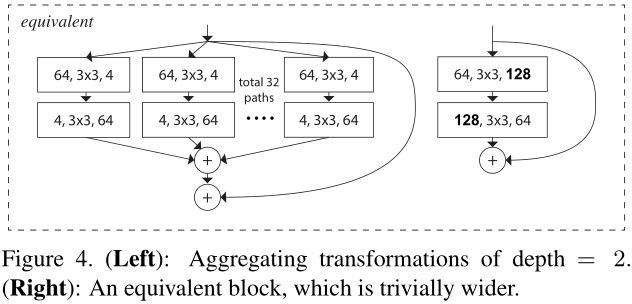 equivalent
64, 3x3, 4
64, 3x3, 4
64, 3x3, 4
total 32
paths
4, 3x3, 64
4, 3x3, 64
....
4, 3x3, 64
+
+
64, 3x3, 128
128, 3x3, 64
+
Figure 4. (Left): Aggregating transformations of depth = 2.
(Right): An equivalent block, which is trivially wider.